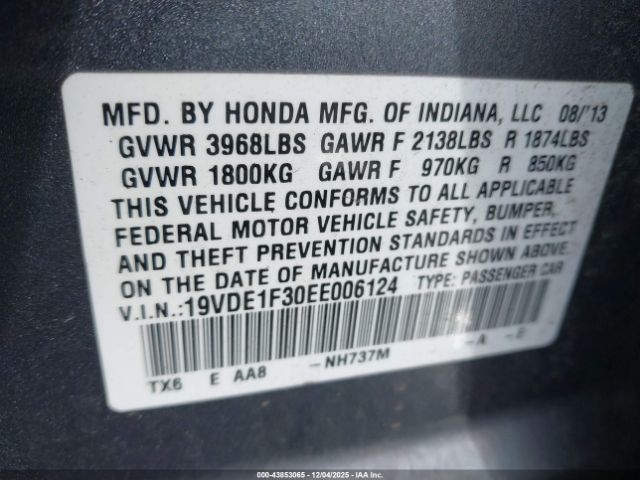 MFD. BY HONDA MFG. OF INDIANA, LLC 08/'13
GVWR 3968LBS GAWR F 2138LBS R 1874LBS
GVWR 1800KG GAWR F 970KG R 850KG
THIS VEHICLE CONFORMS TO ALL APPLICABLE
FEDERAL MOTOR VEHICLE SAFETY, BUMPER,
AND THEFT PREVENTION STANDARDS IN EFFECT
ON THE DATE OF MANUFACTURE SHOWN ABOVE.
V.I.N.:19VDE1F30EE006124 TYPE: PASSENGER CAR
TX6 E AA8 -NH737M -A -B
000-43853065 - 12/04/2025 - IAAI, Inc.